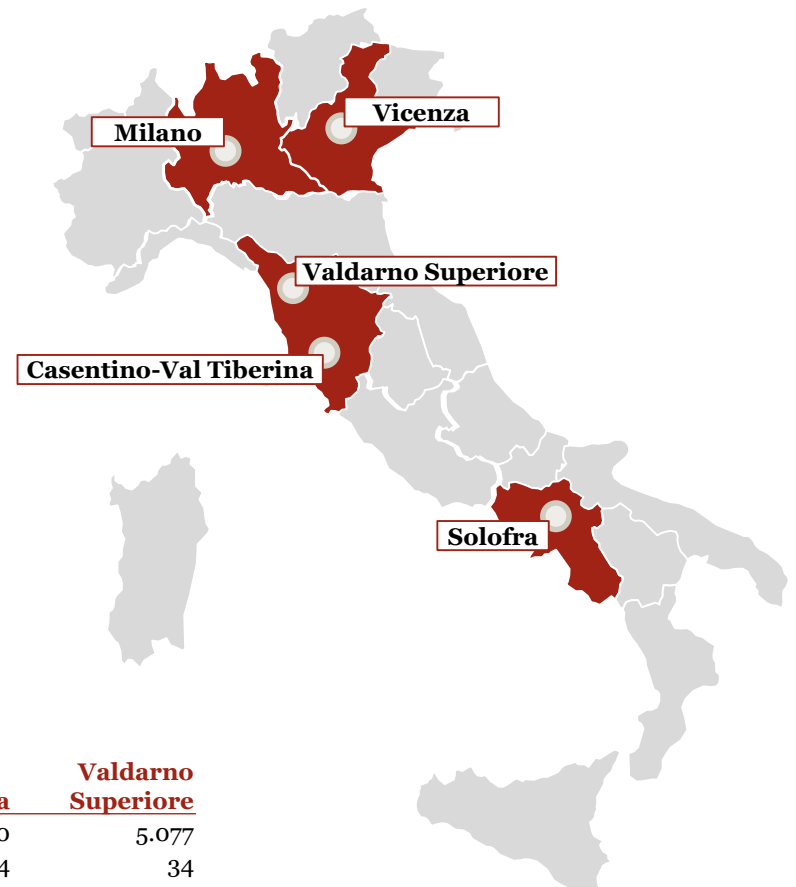 Vicenza
Milano
Valdarno Superiore
Casentino-Val Tiberina
Solofra
Valdarno
Superiore
5.077
34